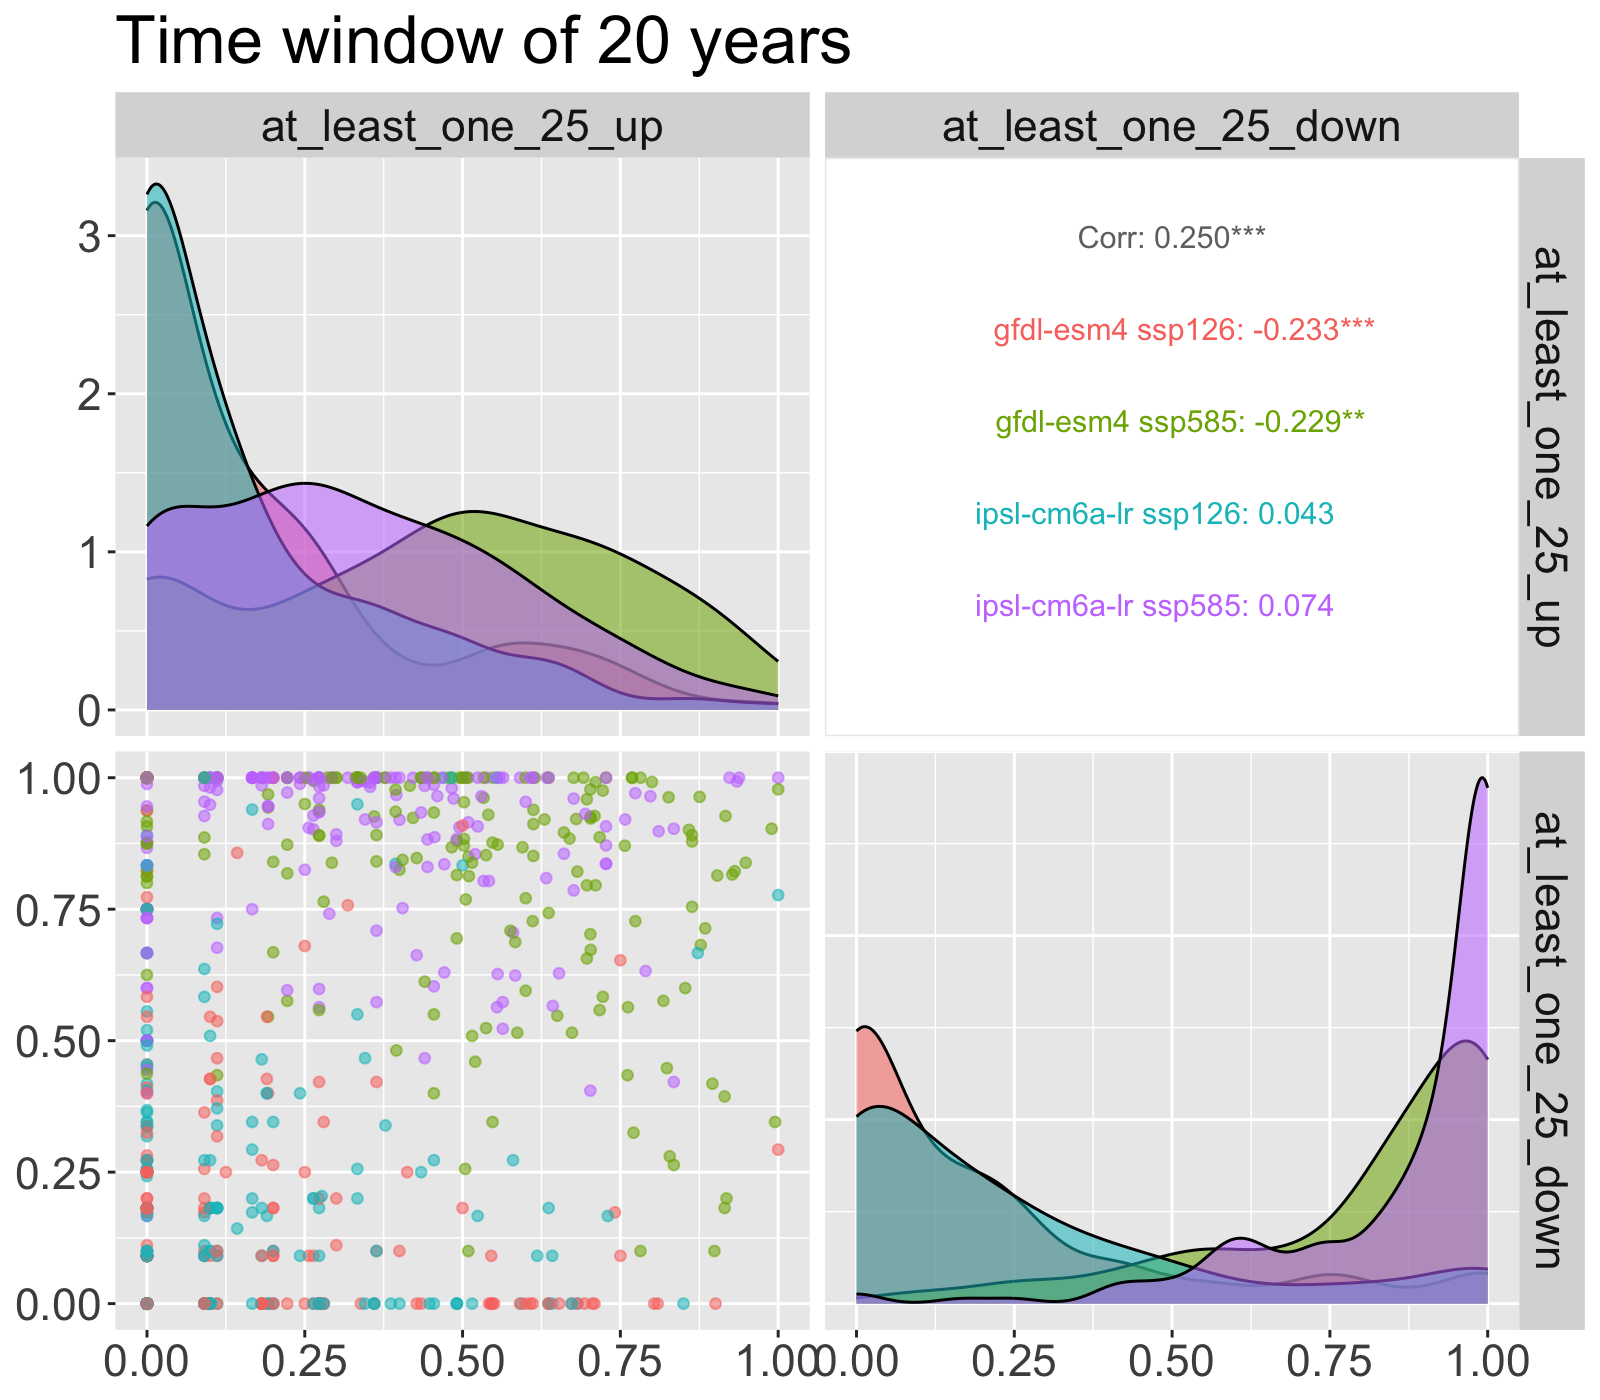 Time window of 20 years
at_least_one_25_up
at_least_one_25_down
3
2
1
0
Corr: 0.250***
gfdl-esm4 ssp126: -0.233***
gfdl-esm4 ssp585: -0.229**
ipsl-cm6a-lr ssp126: 0.043
ipsl-cm6a-lr ssp585: 0.074
at_least_one_25_up
1.00
0.75
0.50
0.25
0.00
at_least_one_25_down
0.00 0.25 0.50 0.75 1.00
0.00 0.25 0.50 0.75 1.00